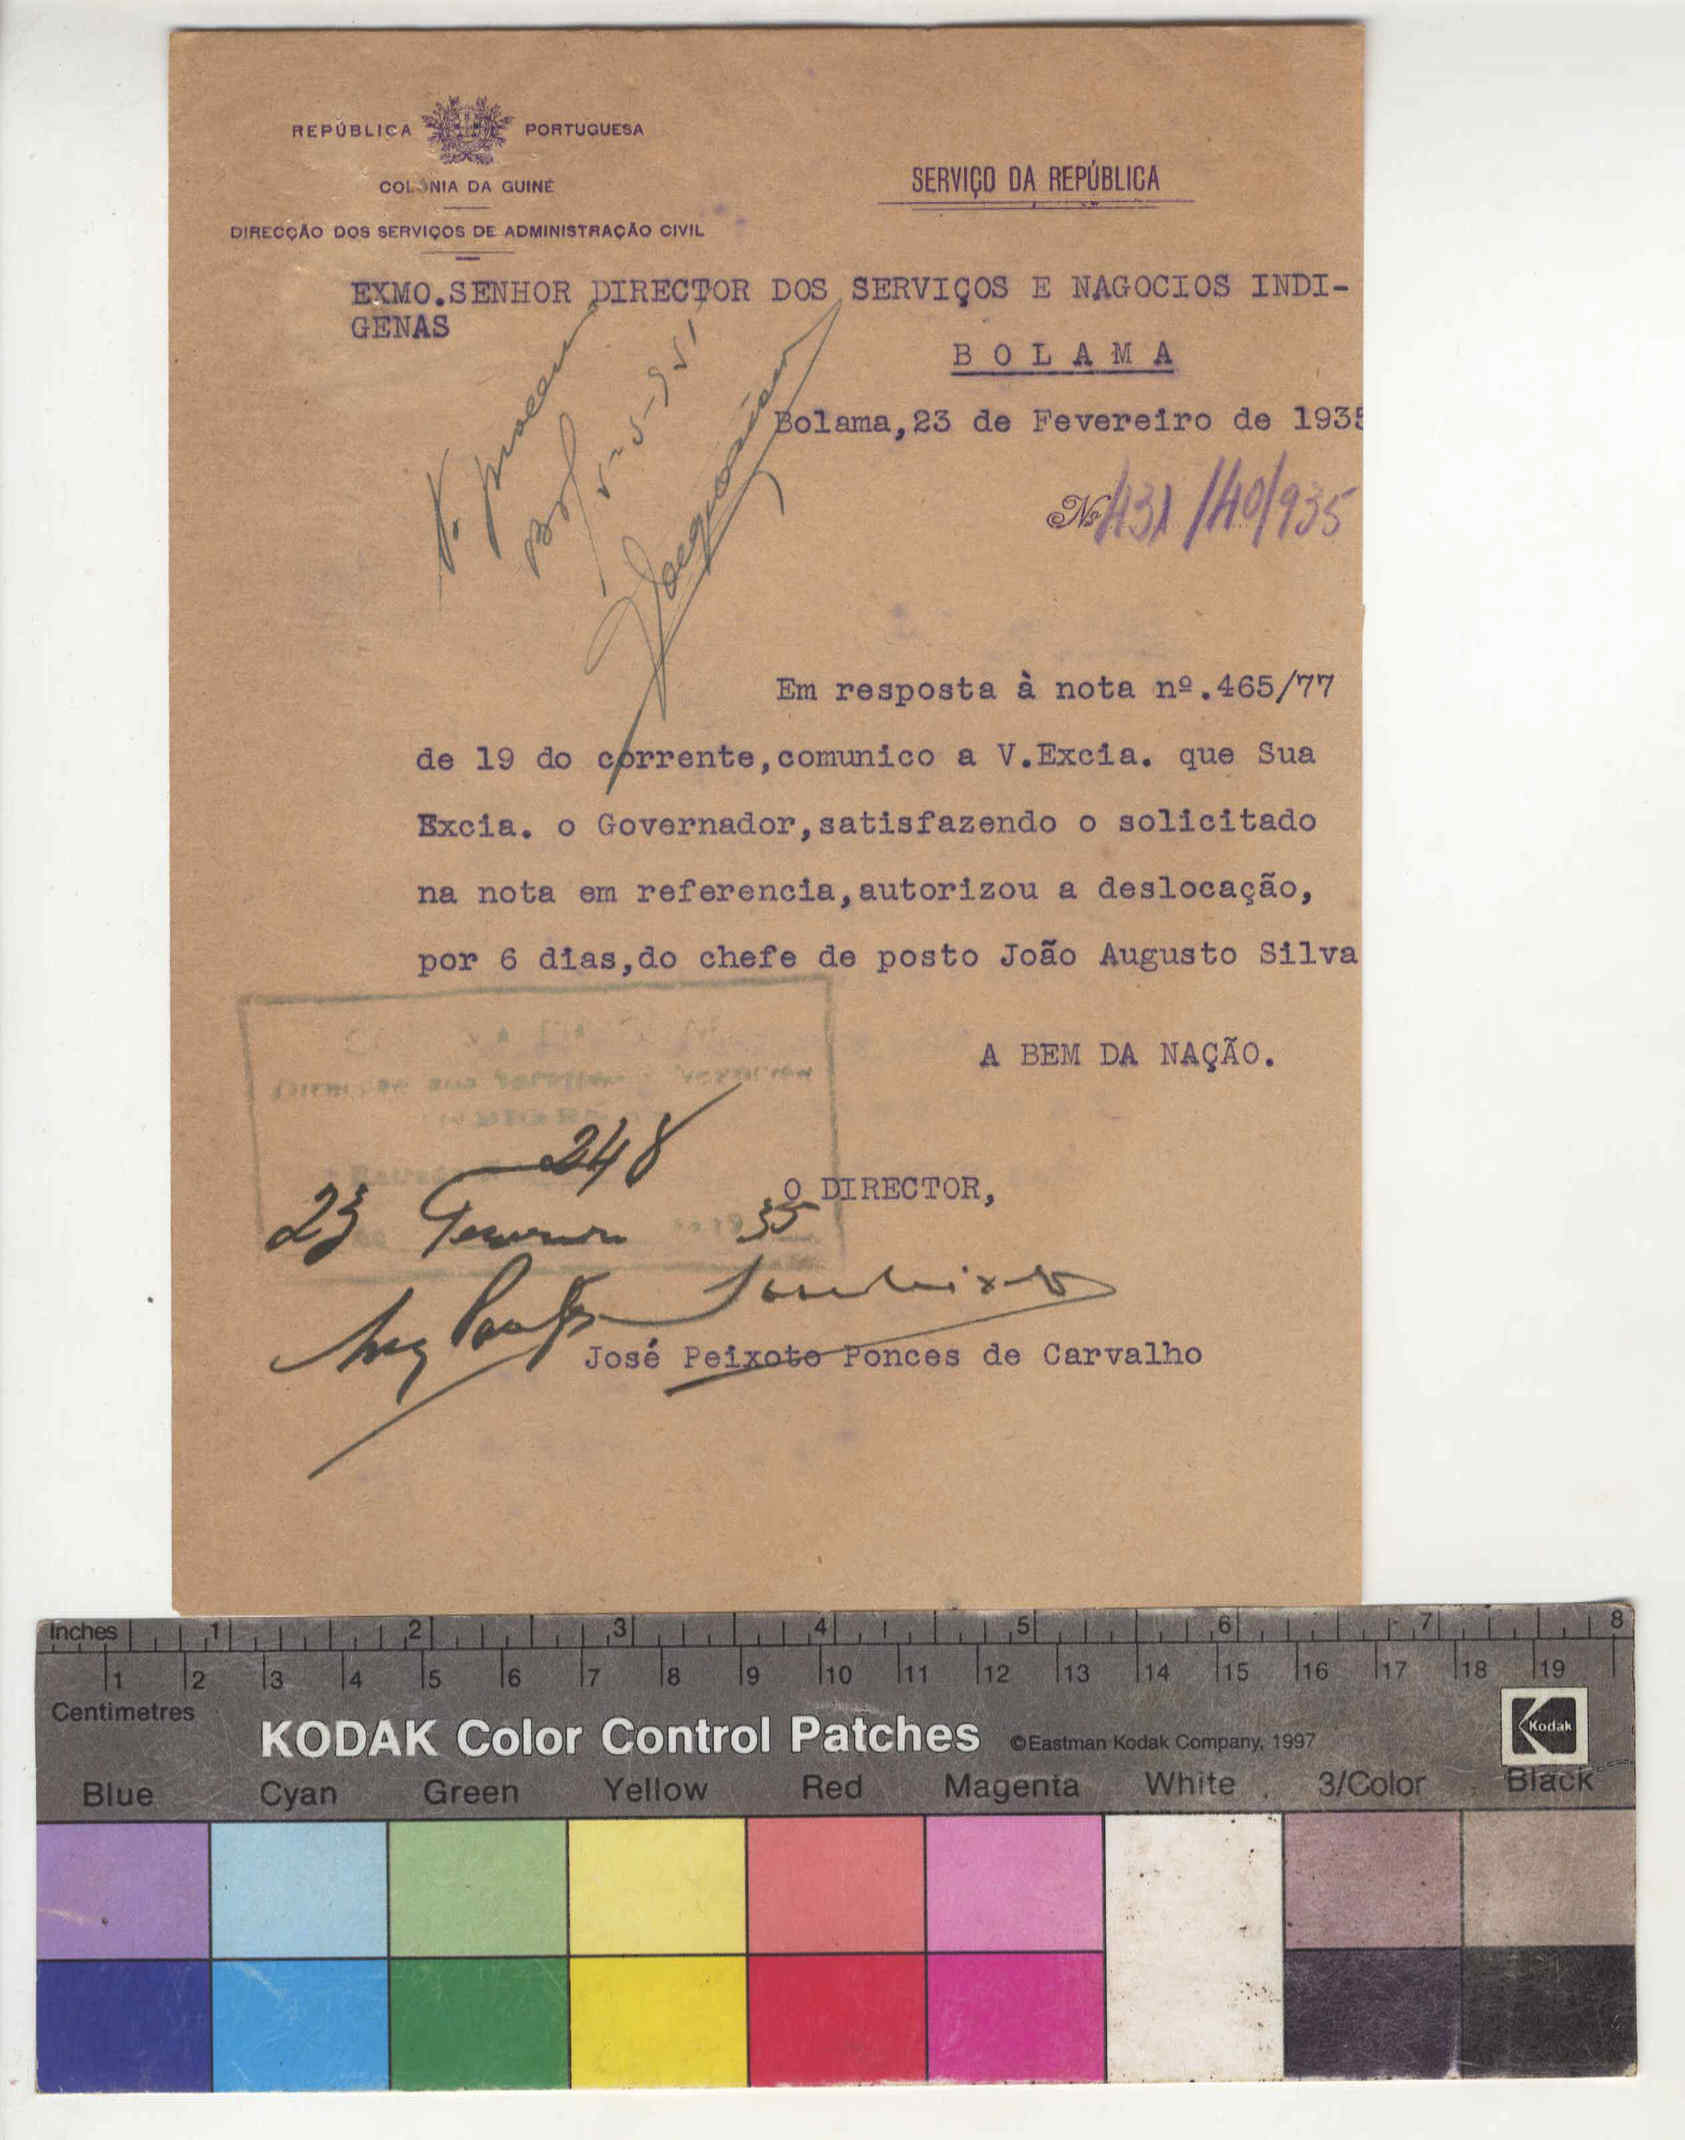 REPÚBLICA PORTUGUESA
COLÓNIA DA GUINÉ
DIRECÇÃO DOS SERVIÇOS DE ADMINISTRAÇÃO CIVIL
SERVIÇO DA REPÚBLICA
EXMO.SENHOR DIRECTOR DOS SERVIÇOS E NAGOCIOS INDI-
GENAS
B O L A M A
Bolama,23 de Fevereiro de 1935
Nº 431/40/935
Em resposta à nota nº.465/77
de 19 do corrente,comunico a V.Excia. que Sua
Excia. o Governador,satisfazendo o solicitado
na nota em referencia,autorizou a deslocação,
por 6 dias,do chefe de posto João Augusto Silva
A BEM DA NAÇÃO.
248
23 35
O DIRECTOR,
José Peixoto Ponces de Carvalho
Inches 1 2 3 4 5 6 7 8
1 2 3 4 5 6 7 8 9 10 11 12 13 14 15 16 17 18 19
Centimetres
KODAK Color Control Patches ©Eastman Kodak Company, 1997 Kodak
Blue Cyan Green Yellow Red Magenta White 3/Color Black